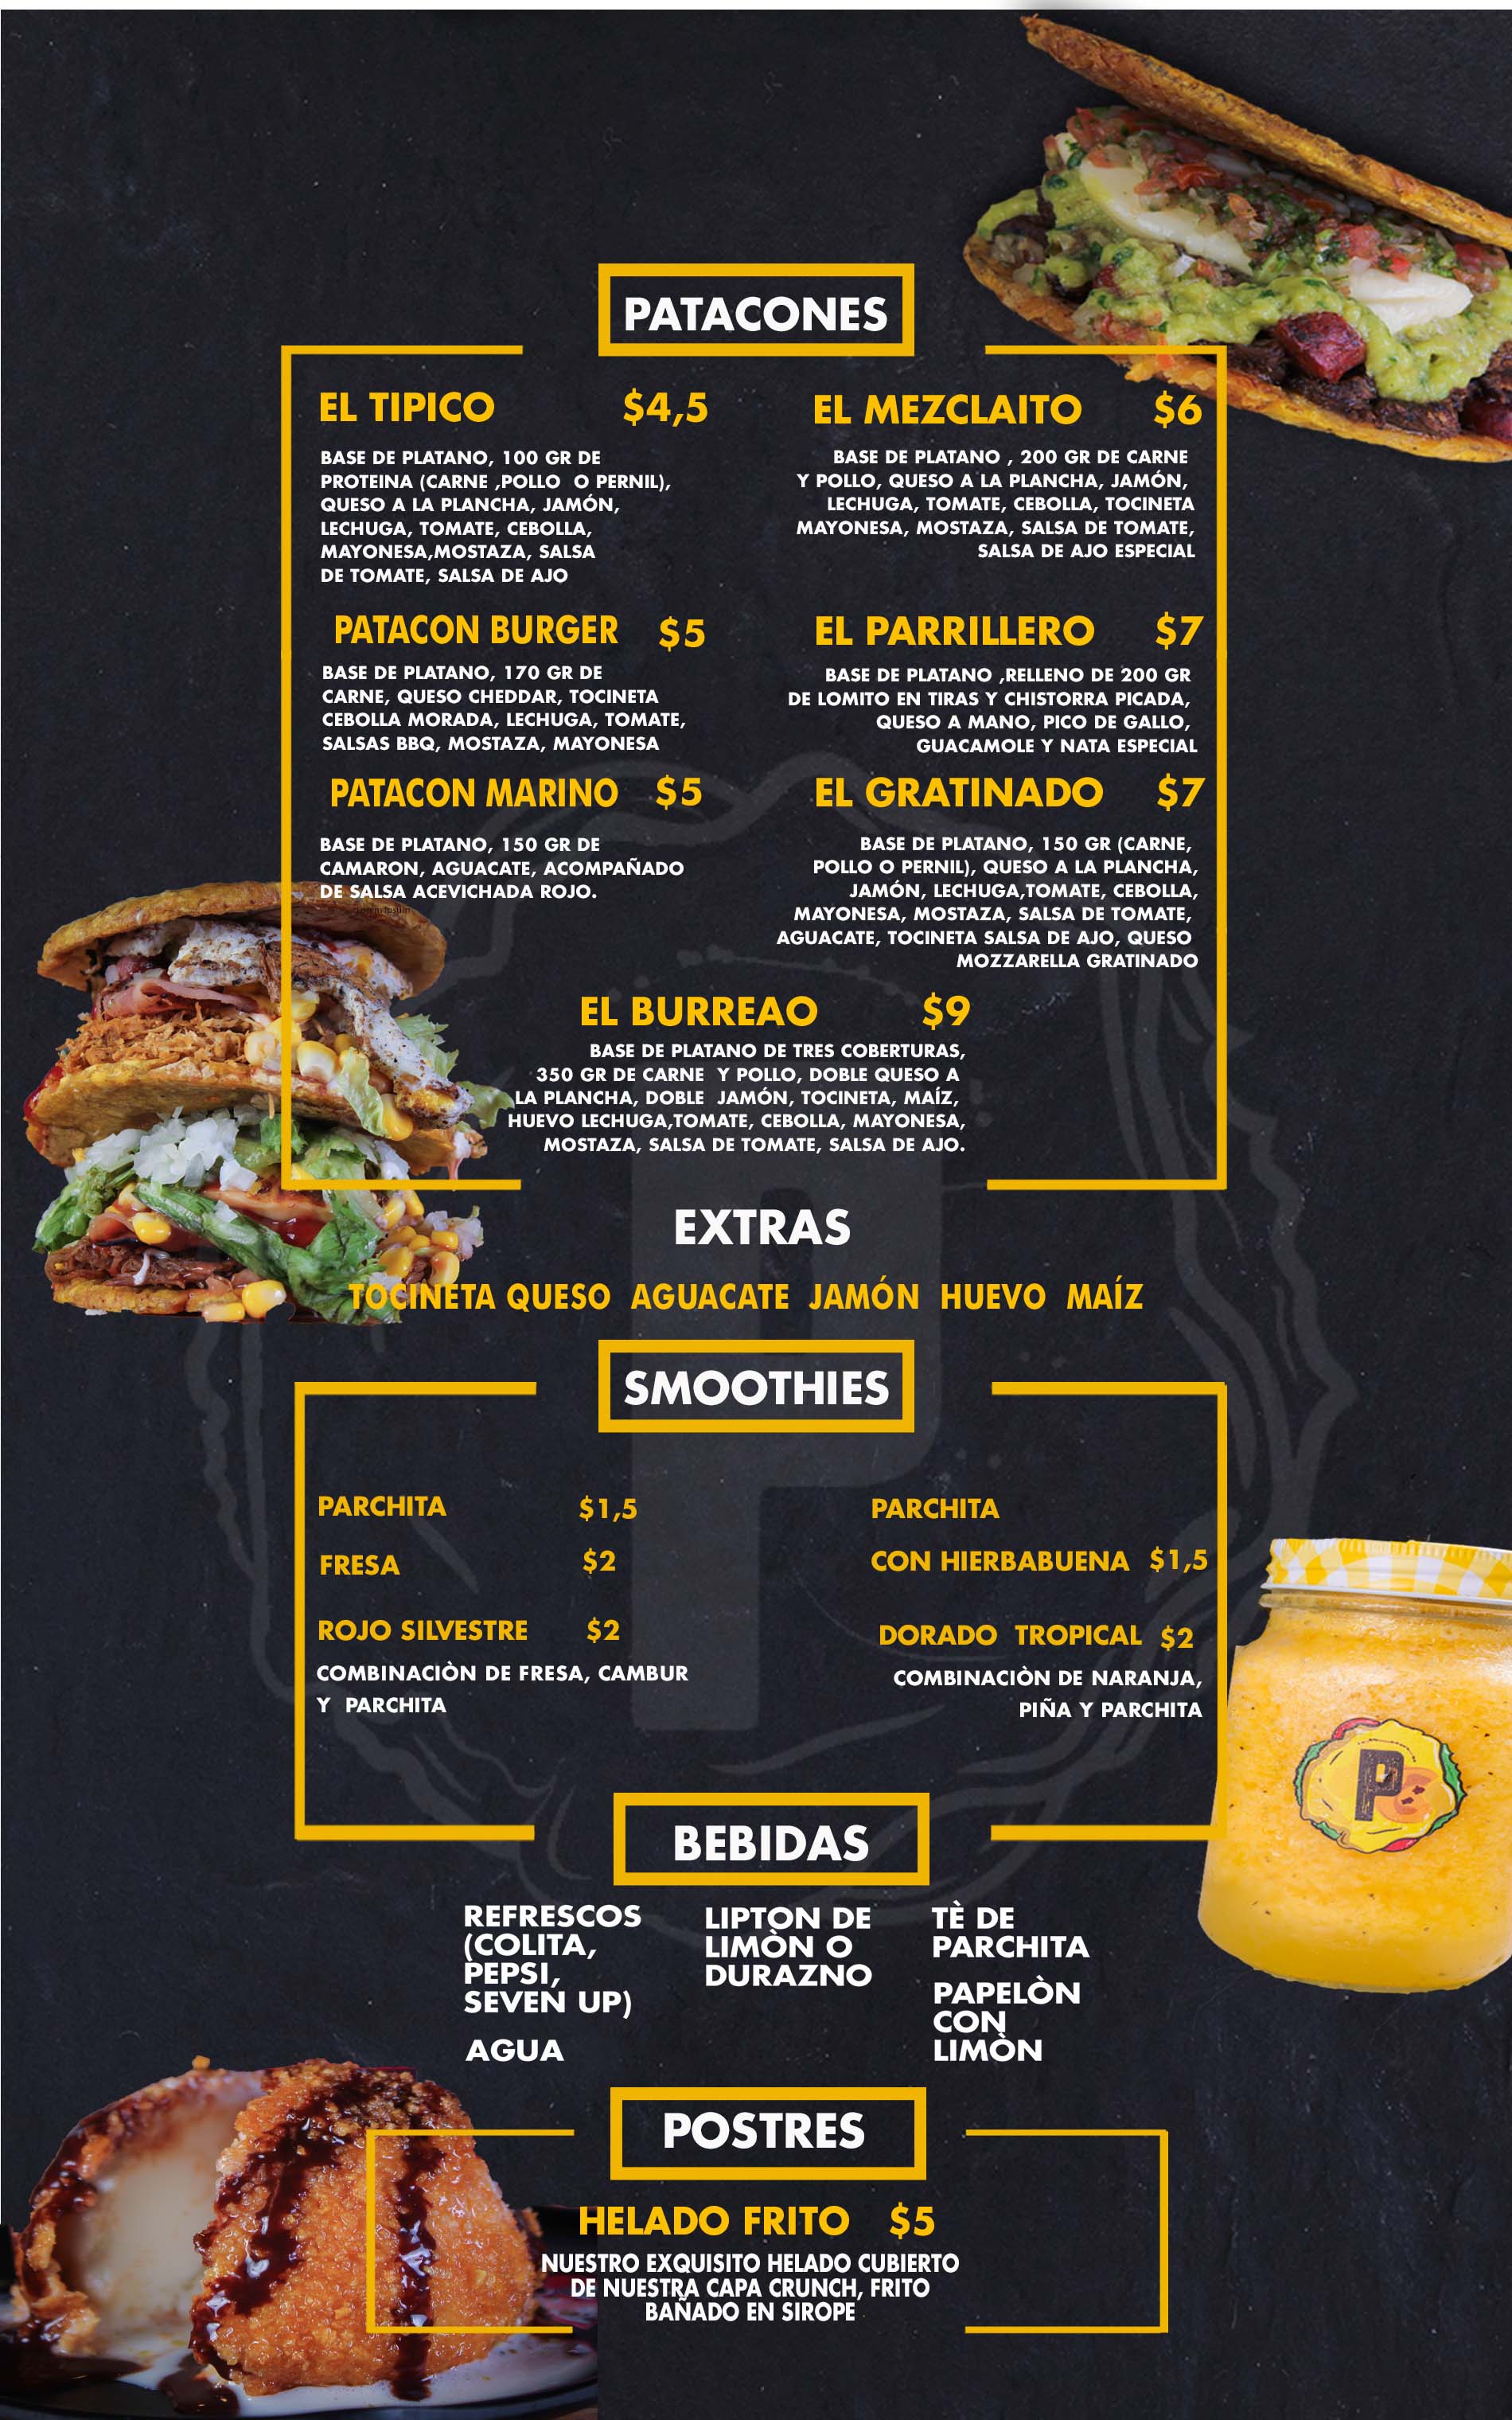 PATACONES
EL TIPICO $4,5
BASE DE PLATANO, 100 GR DE
PROTEINA (CARNE ,POLLO O PERNIL),
QUESO A LA PLANCHA, JAMÓN,
LECHUGA, TOMATE, CEBOLLA,
MAYONESA,MOSTAZA, SALSA
DE TOMATE, SALSA DE AJO
EL MEZCLAITO $6
BASE DE PLATANO , 200 GR DE CARNE
Y POLLO, QUESO A LA PLANCHA, JAMÓN,
LECHUGA, TOMATE, CEBOLLA, TOCINETA
MAYONESA, MOSTAZA, SALSA DE TOMATE,
SALSA DE AJO ESPECIAL
PATACON BURGER $5
BASE DE PLATANO, 170 GR DE
CARNE, QUESO CHEDDAR, TOCINETA
CEBOLLA MORADA, LECHUGA, TOMATE,
SALSAS BBQ, MOSTAZA, MAYONESA
EL PARRILLERO $7
BASE DE PLATANO ,RELLENO DE 200 GR
DE LOMITO EN TIRAS Y CHISTORRA PICADA,
QUESO A MANO, PICO DE GALLO,
GUACAMOLE Y NATA ESPECIAL
PATACON MARINO $5
BASE DE PLATANO, 150 GR DE
CAMARON, AGUACATE, ACOMPAÑADO
DE SALSA ACEVICHADA ROJO.
EL GRATINADO $7
BASE DE PLATANO, 150 GR (CARNE,
POLLO O PERNIL), QUESO A LA PLANCHA,
JAMÓN, LECHUGA,TOMATE, CEBOLLA,
MAYONESA, MOSTAZA, SALSA DE TOMATE,
AGUACATE, TOCINETA SALSA DE AJO, QUESO
MOZZARELLA GRATINADO
EL BURREAO $9
BASE DE PLATANO DE TRES COBERTURAS,
350 GR DE CARNE Y POLLO, DOBLE QUESO A
LA PLANCHA, DOBLE JAMÓN, TOCINETA, MAÍZ,
HUEVO LECHUGA,TOMATE, CEBOLLA, MAYONESA,
MOSTAZA, SALSA DE TOMATE, SALSA DE AJO.
EXTRAS
TOCINETA QUESO AGUACATE JAMÓN HUEVO MAÍZ
SMOOTHIES
PARCHITA $1,5
FRESA $2
ROJO SILVESTRE $2
COMBINACIÒN DE FRESA, CAMBUR
Y PARCHITA
PARCHITA
CON HIERBABUENA $1,5
DORADO TROPICAL $2
COMBINACIÒN DE NARANJA,
PIÑA Y PARCHITA
P
BEBIDAS
REFRESCOS
(COLITA,
PEPSI,
SEVEN UP)
AGUA
LIPTON DE
LIMÒN O
DURAZNO
TÈ DE
PARCHITA
PAPELÒN
CON
LIMÒN
POSTRES
HELADO FRITO $5
NUESTRO EXQUISITO HELADO CUBIERTO
DE NUESTRA CAPA CRUNCH, FRITO
BAÑADO EN SIROPE